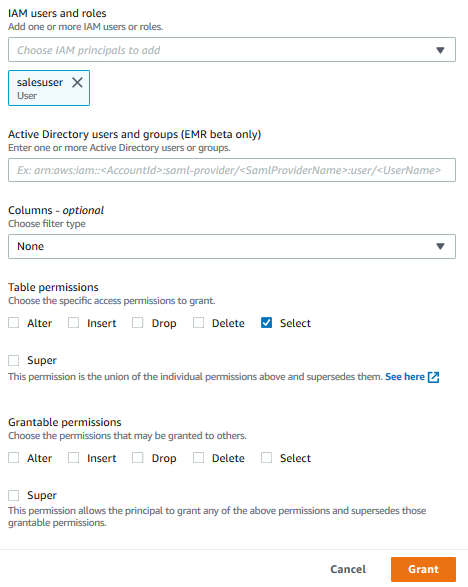 IAM users and roles
Add one or more IAM users or roles.
Choose IAM principals to add
salesuser
User
Active Directory users and groups (EMR beta only)
Enter one or more Active Directory users or groups.
Ex: arn:aws:iam::<AccountId>:saml-provider/<SamlProviderName>:user/<UserName>
Columns - optional
Choose filter type
None
Table permissions
Choose the specific access permissions to grant.
Alter Insert Drop Delete Select
Super
This permission is the union of the individual permissions above and supersedes them. See here
Grantable permissions
Choose the permissions that may be granted to others.
Alter Insert Drop Delete Select
Super
This permission allows the principal to grant any of the above permissions and supersedes those
grantable permissions.
Cancel Grant